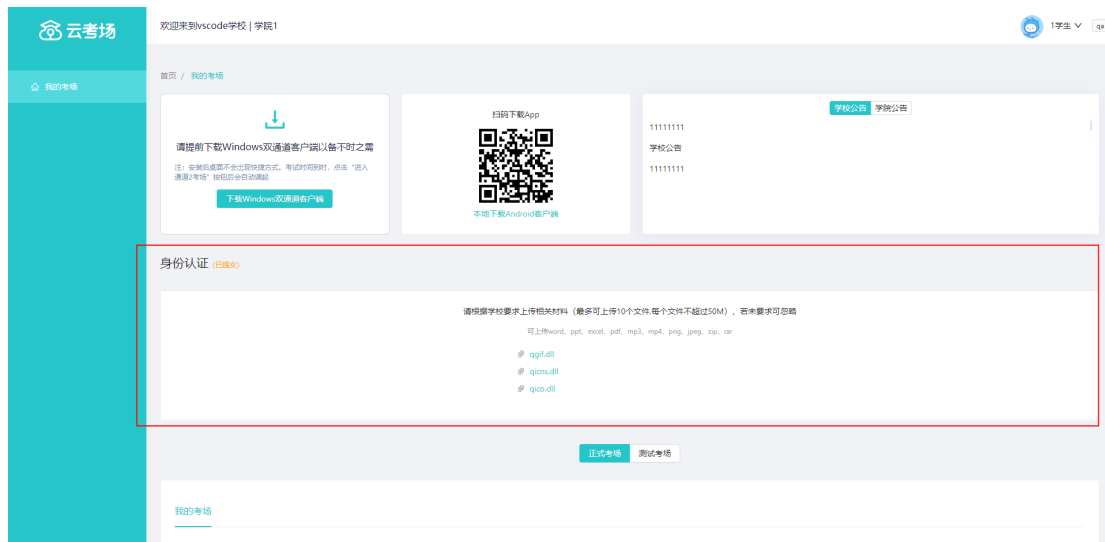 云考场
欢迎来到vscode学校 | 学院1
1学生
我的考场
首页 / 我的考场
请提前下载Windows双通道客户端以备不时之需
注：安装后桌面不会出现快捷方式。考试时间到时，点击“进入
通道2考场”按钮后会自动调起
下载Windows双通道客户端
扫码下载App
本地下载Android客户端
学校公告 学院公告
11111111
学校公告
11111111
身份认证 (已提交)
请根据学校要求上传相关材料（最多可上传10个文件,每个文件不超过50M），若未要求可忽略
可上传word、ppt、excel、pdf、mp3、mp4、png、jpeg、zip、rar
qgif.dll
qicns.dll
qico.dll
正式考场 测试考场
我的考场